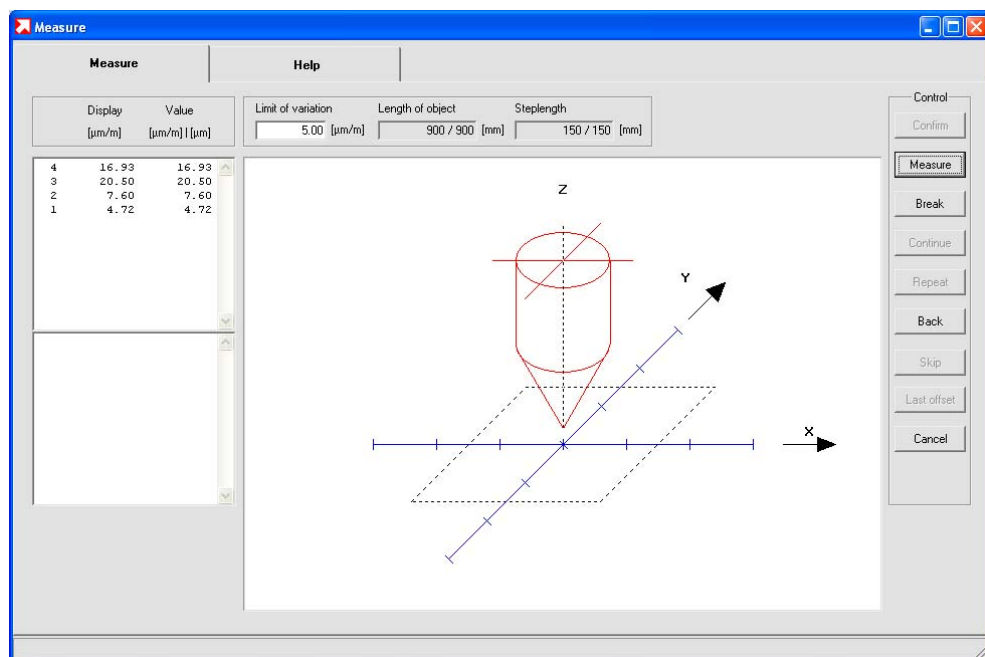 Measure
Measure Help
Display Value
[µm/m] [µm/m] | [µm]
Limit of variation Length of object Steplength
5.00 [µm/m] 900 / 900 [mm] 150 / 150 [mm]
4 16.93 16.93
3 20.50 20.50
2 7.60 7.60
1 4.72 4.72
Z
Y
X
Control
Confirm
Measure
Break
Continue
Repeat
Back
Skip
Last offset
Cancel